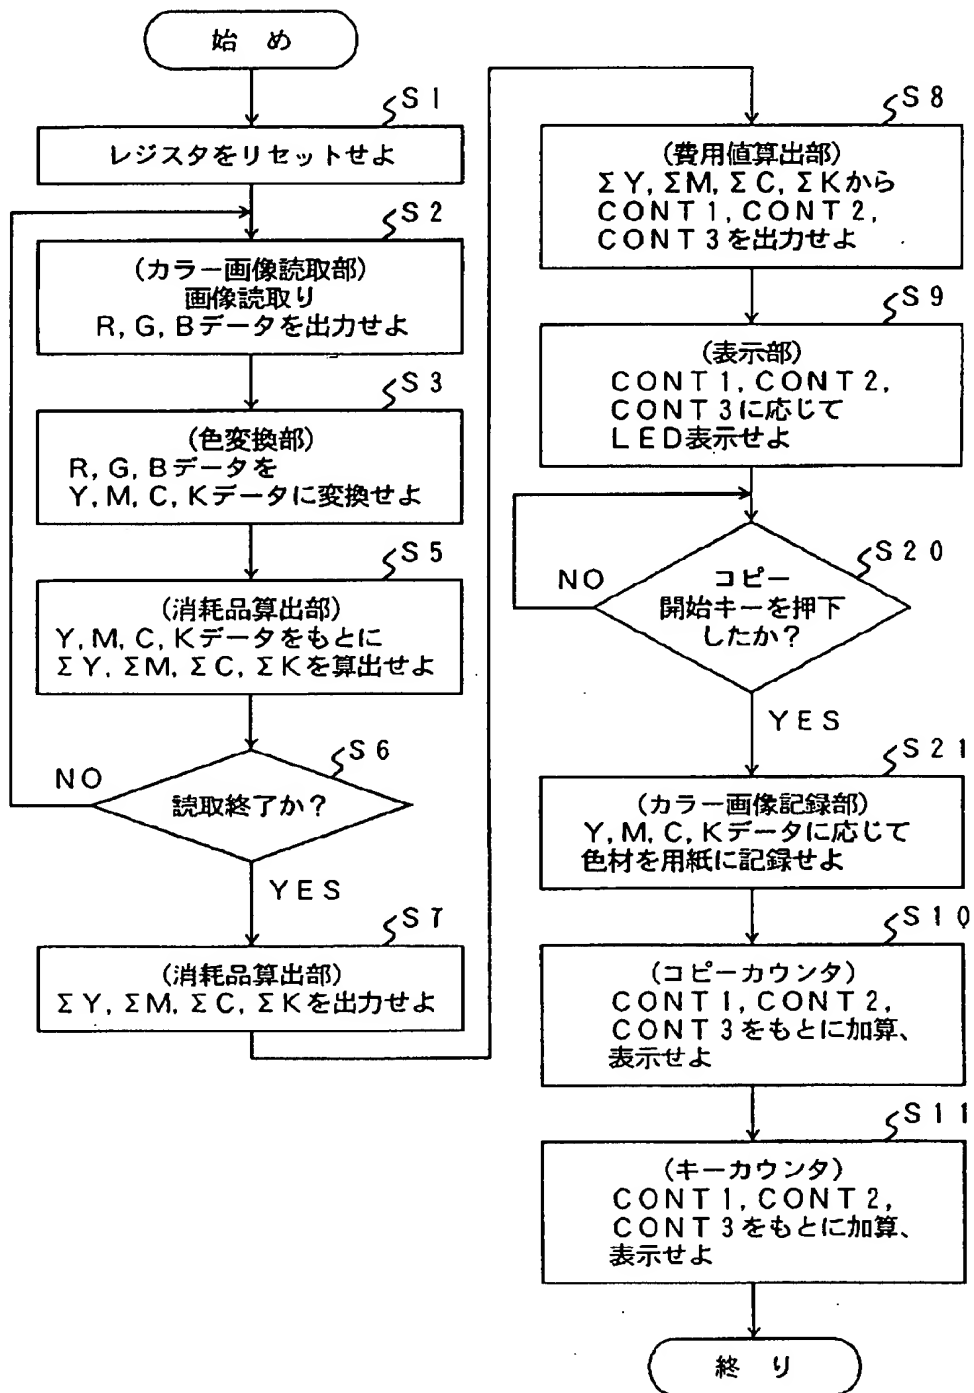 始 め
S1
レジスタをリセットせよ
S2
(カラー画像読取部)
画像読取り
R, G, Bデータを出力せよ
S3
(色変換部)
R, G, Bデータを
Y, M, C, Kデータに変換せよ
S5
(消耗品算出部)
Y, M, C, Kデータをもとに
ΣY, ΣM, ΣC, ΣKを算出せよ
S6
NO
読取終了か?
YES
S7
(消耗品算出部)
ΣY, ΣM, ΣC, ΣKを出力せよ
S8
(費用値算出部)
ΣY, ΣM, ΣC, ΣKから
CONT1, CONT2,
CONT3を出力せよ
S9
(表示部)
CONT1, CONT2,
CONT3に応じて
LED表示せよ
S20
NO
コピー
開始キーを押下
したか?
YES
S21
(カラー画像記録部)
Y, M, C, Kデータに応じて
色材を用紙に記録せよ
S10
(コピーカウンタ)
CONT1, CONT2,
CONT3をもとに加算、
表示せよ
S11
(キーカウンタ)
CONT1, CONT2,
CONT3をもとに加算、
表示せよ
終 り